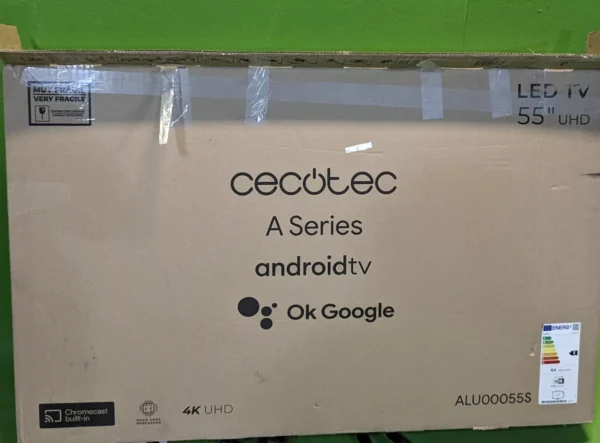 MUY FRÁGIL
VERY FRAGILE
LED TV
55" UHD
cecotec
A Series
androidtv
Ok Google
ENERG
Chromecast
built-in
4K UHD
ALU00055S